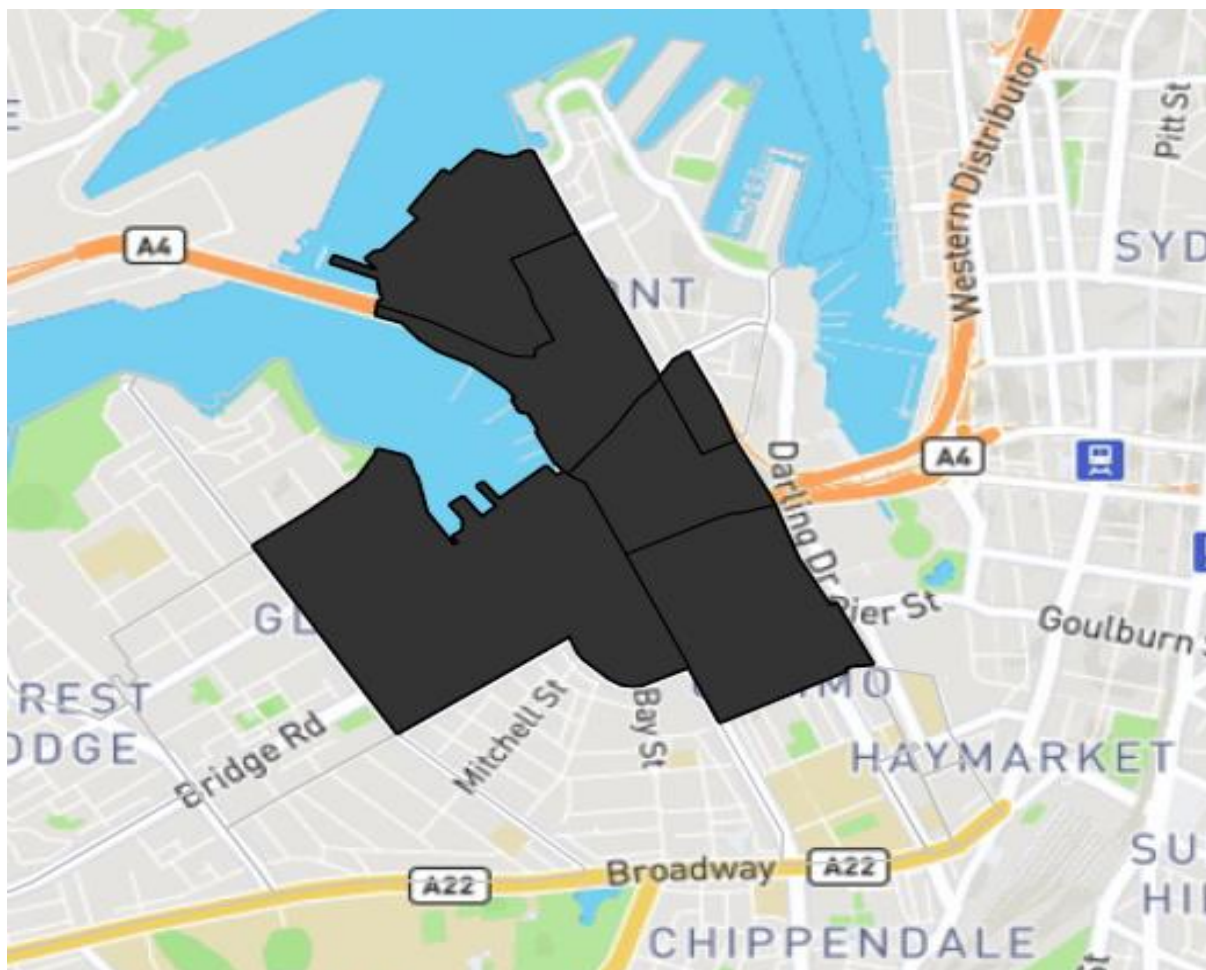 Western Distributor
Pitt St
SYD
A4
ONT
A4
Darling Dr
Pier St
Goulburn S
GL
MO
REST
ODGE
Bridge Rd
Mitchell St
Bay St
HAYMARKET
SU
HI
A22
Broadway
A22
CHIPPENDALE